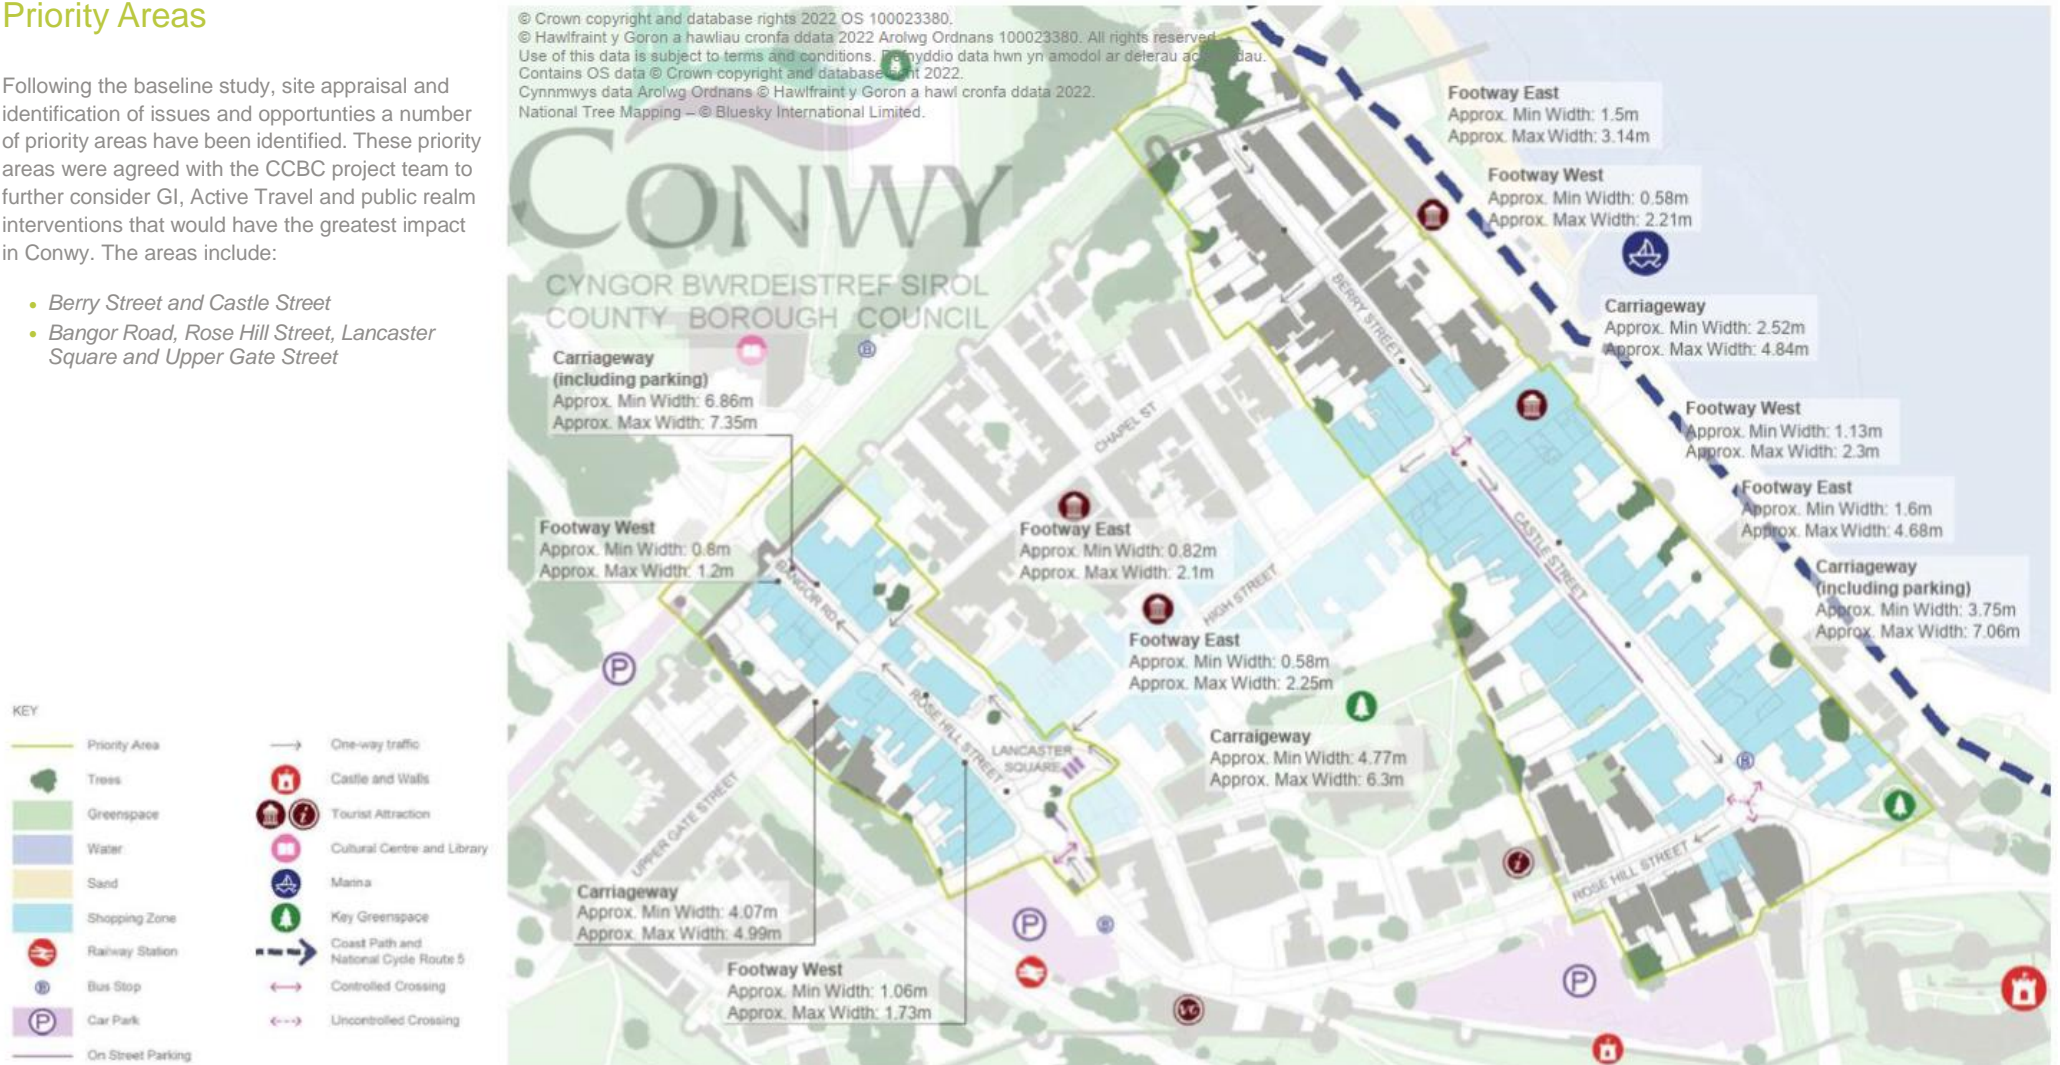 Priority Areas
Following the baseline study, site appraisal and
identification of issues and opportunties a number
of priority areas have been identified. These priority
areas were agreed with the CCBC project team to
further consider GI, Active Travel and public realm
interventions that would have the greatest impact
in Conwy. The areas include:
• Berry Street and Castle Street
• Bangor Road, Rose Hill Street, Lancaster
Square and Upper Gate Street
KEY
Priority Area
Trees
Greenspace
Water
Sand
Shopping Zone
Railway Station
B
Bus Stop
P
Car Park
On Street Parking
One-way traffic
Castle and Walls
i
Tourist Attraction
Cultural Centre and Library
Marina
Key Greenspace
Coast Path and
National Cycle Route 5
Controlled Crossing
Uncontrolled Crossing
© Crown copyright and database rights 2022 OS 100023380.
© Hawlfraint y Goron a hawliau cronfa ddata 2022 Arolwg Ordnans 100023380. All rights reserved
Use of this data is subject to terms and conditions. hwn yn amodol ar delerau
Contains OS data © Crown copyright and database 2022.
Cynnmwys data Arolwg Ordnans © Hawlfraint y Goron a hawl cronfa ddata 2022.
National Tree Mapping – © Bluesky International Limited.
CONWY
CYNGOR BWRDEISTREF SIROL
COUNTY BOROUGH COUNCIL
Footway East
Approx. Min Width: 1.5m
Approx. Max Width: 3.14m
Footway West
Approx. Min Width: 0.58m
Approx. Max Width: 2.21m
Carriageway
Approx. Min Width: 2.52m
Approx. Max Width: 4.84m
Footway West
Approx. Min Width: 1.13m
Approx. Max Width: 2.3m
Footway East
Approx. Min Width: 1.6m
Approx. Max Width: 4.68m
Carriageway
(including parking)
Approx. Min Width: 3.75m
Approx. Max Width: 7.06m
Carriageway
(including parking)
Approx. Min Width: 6.86m
Approx. Max Width: 7.35m
Footway West
Approx. Min Width: 0.8m
Approx. Max Width: 1.2m
Footway East
Approx. Min Width: 0.82m
Approx. Max Width: 2.1m
Footway East
Approx. Min Width: 0.58m
Approx. Max Width: 2.25m
Carraigeway
Approx. Min Width: 4.77m
Approx. Max Width: 6.3m
Carriageway
Approx. Min Width: 4.07m
Approx. Max Width: 4.99m
Footway West
Approx. Min Width: 1.06m
Approx. Max Width: 1.73m
BERRY STREET
CHAPEL ST
CASTLE STREET
HIGH STREET
BANGOR RD
ROSE HILL STREET
LANCASTER
SQUARE
UPPER GATE STREET
ROSE HILL STREET
B
P
B
i
P
B
P